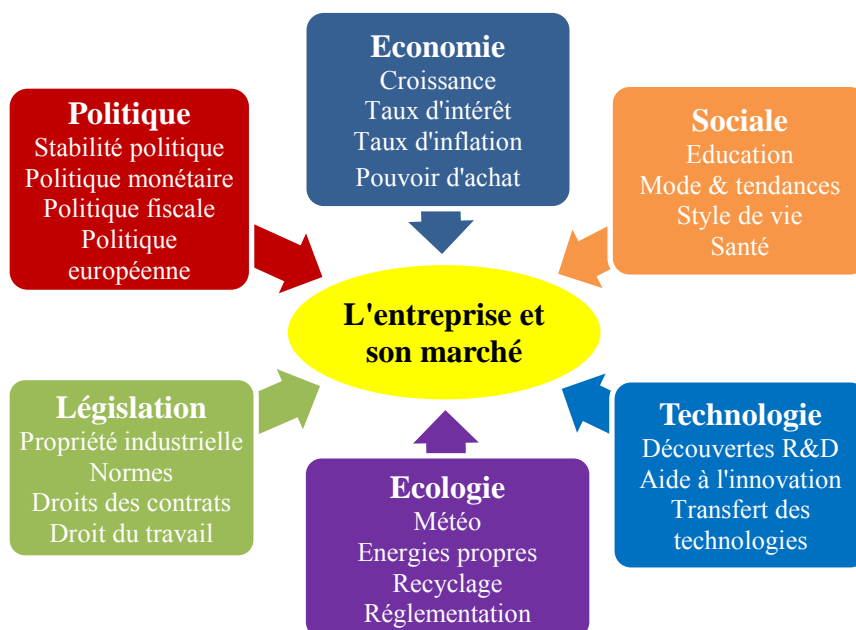 Politique
Stabilité politique
Politique monétaire
Politique fiscale
Politique
européenne
Economie
Croissance
Taux d'intérêt
Taux d'inflation
Pouvoir d'achat
Sociale
Education
Mode & tendances
Style de vie
Santé
L'entreprise et
son marché
Législation
Propriété industrielle
Normes
Droits des contrats
Droit du travail
Ecologie
Météo
Energies propres
Recyclage
Réglementation
Technologie
Découvertes R&D
Aide à l'innovation
Transfert des
technologies